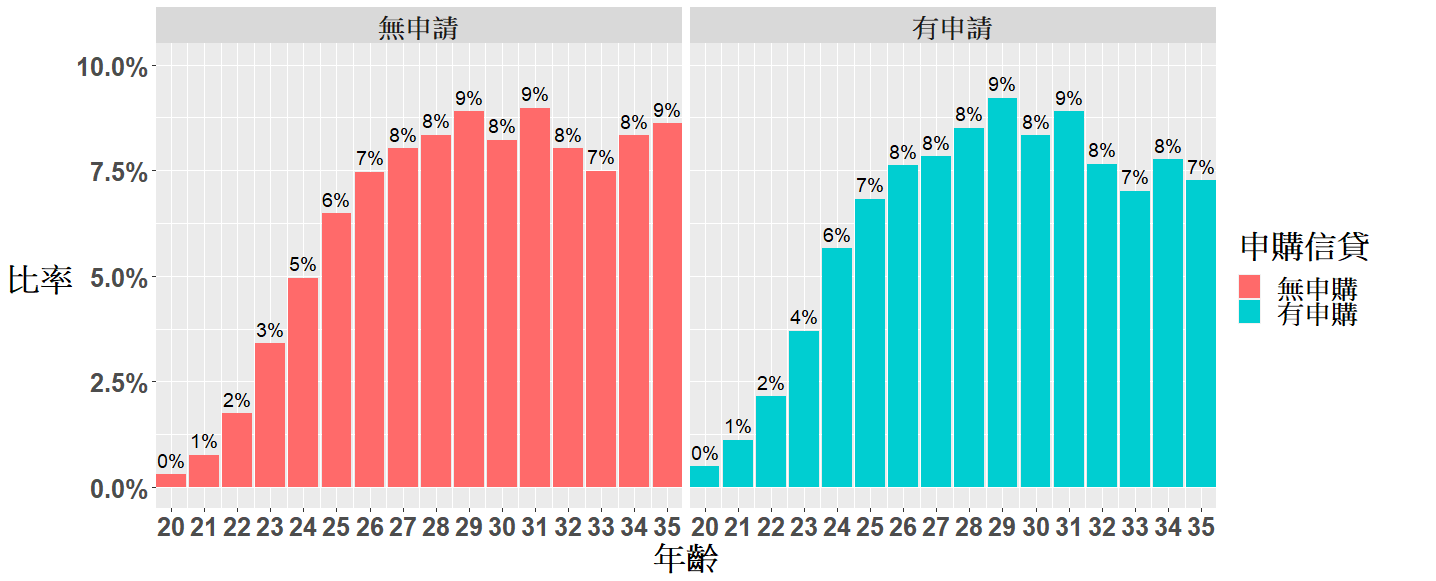 無申請
有申請
10.0%
7.5%
5.0%
2.5%
0.0%
比率
0% 1% 2% 3% 5% 6% 7% 8% 8% 9% 8% 9% 8% 7% 8% 9%
0% 1% 2% 4% 6% 7% 8% 8% 8% 9% 8% 9% 8% 7% 8% 7%
20 21 22 23 24 25 26 27 28 29 30 31 32 33 34 35
20 21 22 23 24 25 26 27 28 29 30 31 32 33 34 35
年齡
申購信貸
無申購
有申購